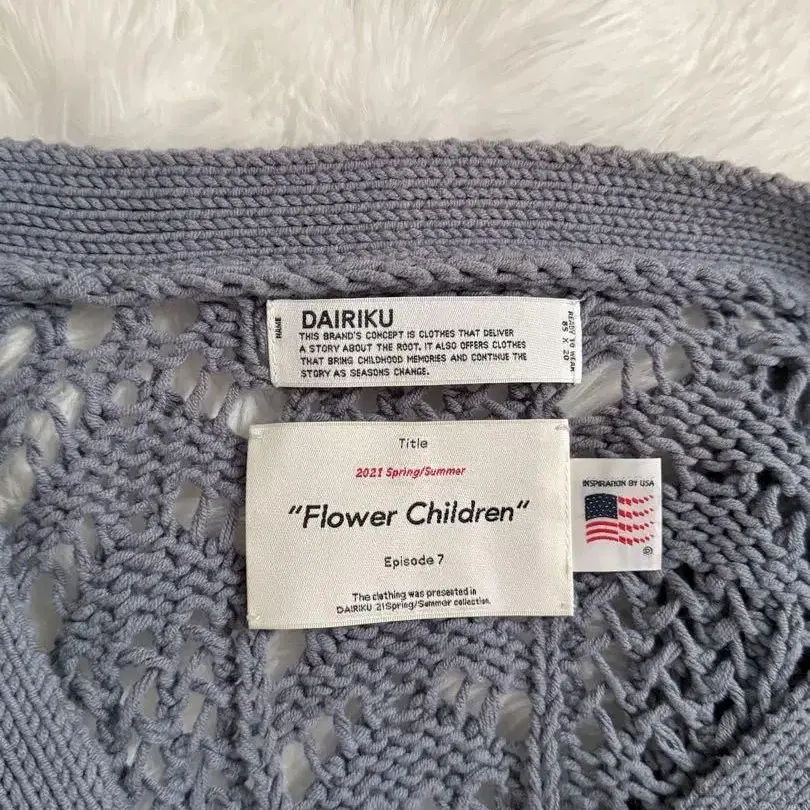 NAME
DAIRIKU
THIS BRAND'S CONCEPT IS CLOTHES THAT DELIVER
A STORY ABOUT THE ROOT. IT ALSO OFFERS CLOTHES
THAT BRING CHILDHOOD MEMORIES AND CONTINUE THE
STORY AS SEASONS CHANGE.
READY TO WEAR
85 X 20
Title
2021 Spring/Summer
"Flower Children"
Episode 7
The clothing was presented in
DAIRIKU 21Spring/Summer collection.
INSPIRATION BY USA